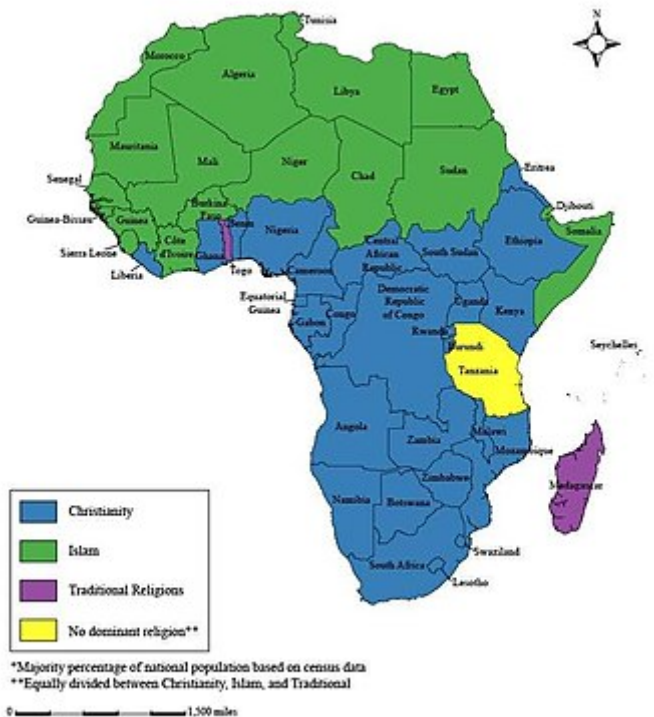 N
Tunisia
Morocco
Algeria
Libya
Egypt
Mauritania
Mali
Niger
Chad
Sudan
Eritrea
Senegal
Djibouti
Guinea-Bissau
Guinea
Burkina
Faso
Benin
Nigeria
Somalia
Ethiopia
Sierra Leone
Côte
d'Ivoire
Ghana
Central
African
Republic
South Sudan
Liberia
Togo
Cameroon
Equatorial
Guinea
Democratic
Republic
of Congo
Uganda
Kenya
Gabon
Congo
Rwanda
Burundi
Seychelles
Tanzania
Angola
Malawi
Zambia
Mozambique
Zimbabwe
Madagascar
Namibia
Botswana
Swaziland
South Africa
Lesotho
Christianity
Islam
Traditional Religions
No dominant religion**
*Majority percentage of national population based on census data
**Equally divided between Christianity, Islam, and Traditional
0 1,500 miles